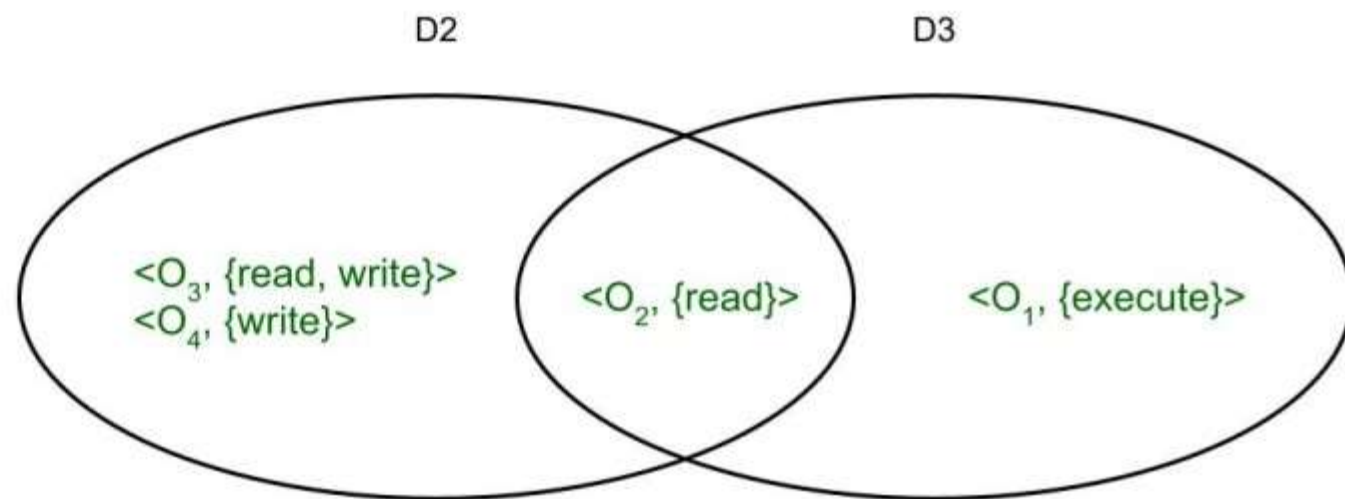 D2 D3
<O₃, {read, write}>
<O₄, {write}>
<O₂, {read}>
<O₁, {execute}>